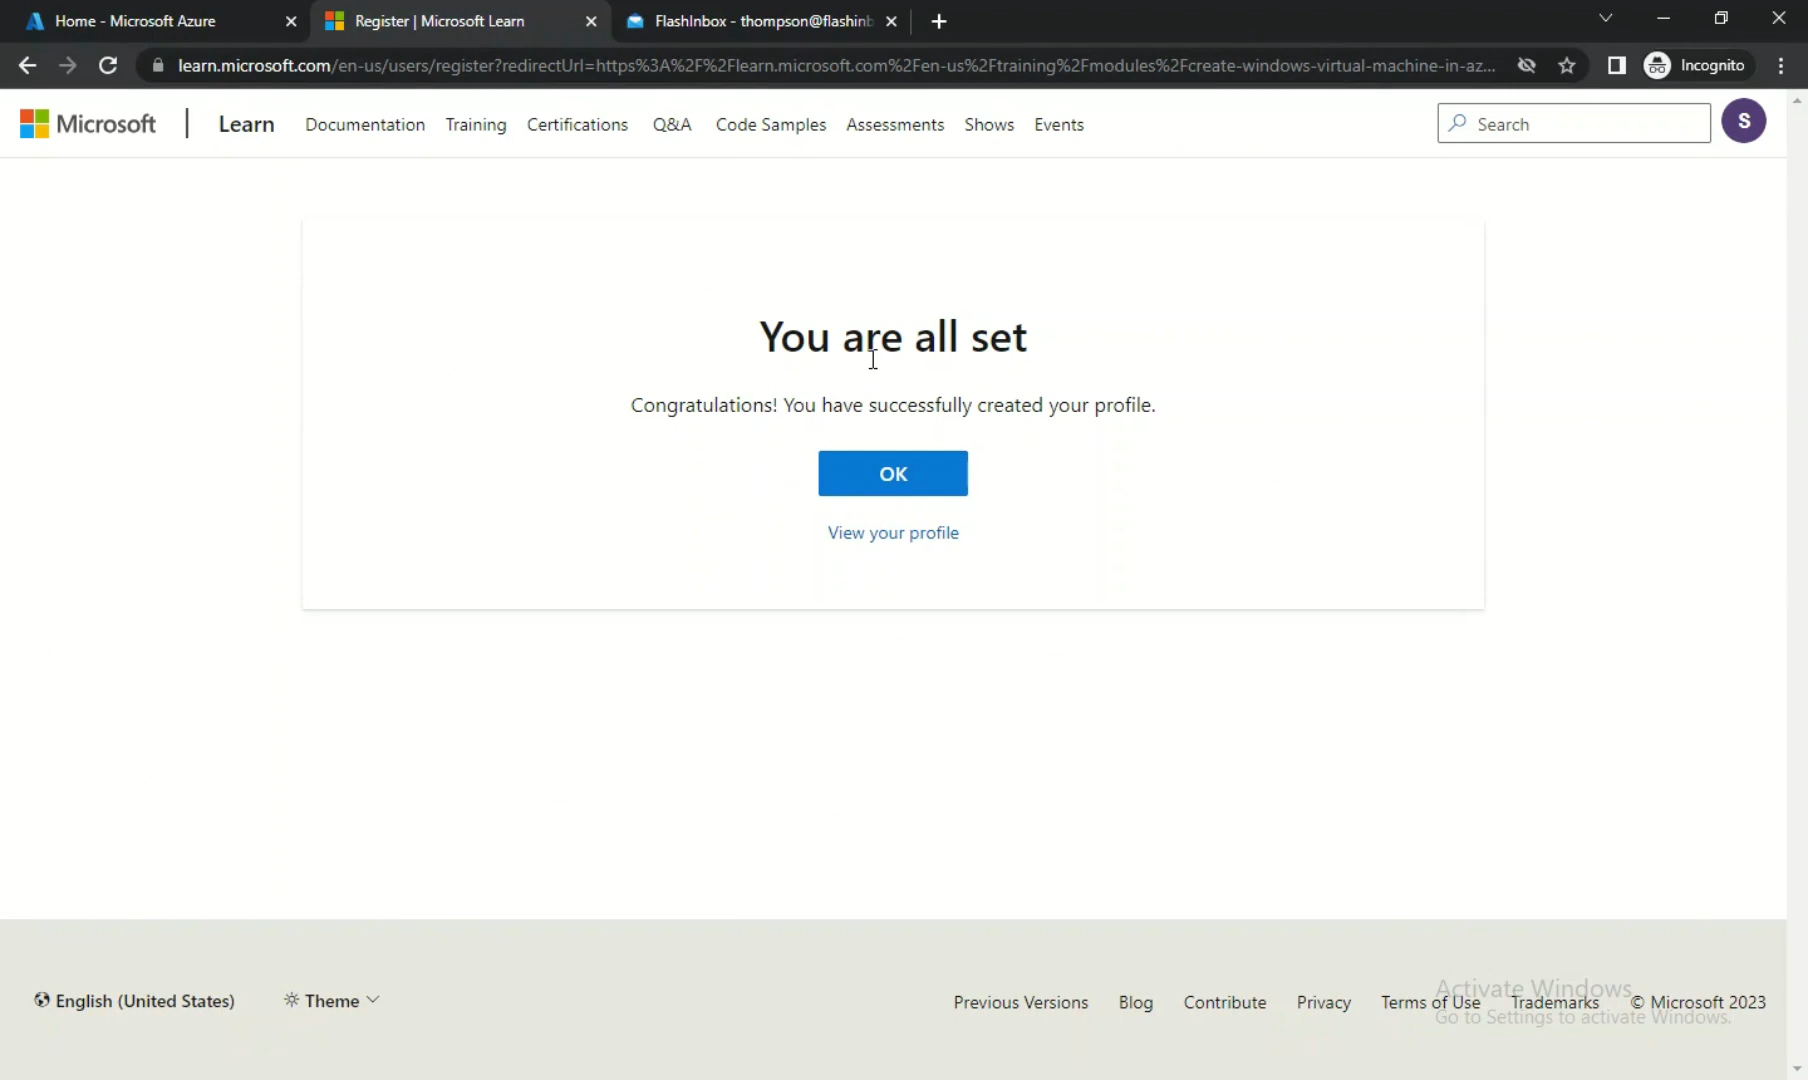 Home - Microsoft Azure
Register | Microsoft Learn
FlashInbox - thompson@flashinb
learn.microsoft.com/en-us/users/register?redirectUrl=https%3A%2F%2Flearn.microsoft.com%2Fen-us%2Ftraining%2Fmodules%2Fcreate-windows-virtual-machine-in-az...
Incognito
Microsoft
Learn
Documentation
Training
Certifications
Q&A
Code Samples
Assessments
Shows
Events
Search
S
You are all set
Congratulations! You have successfully created your profile.
OK
View your profile
English (United States)
Theme
Previous Versions
Blog
Contribute
Privacy
Terms of Use
Trademarks
© Microsoft 2023
Activate Windows
Go to Settings to activate Windows.